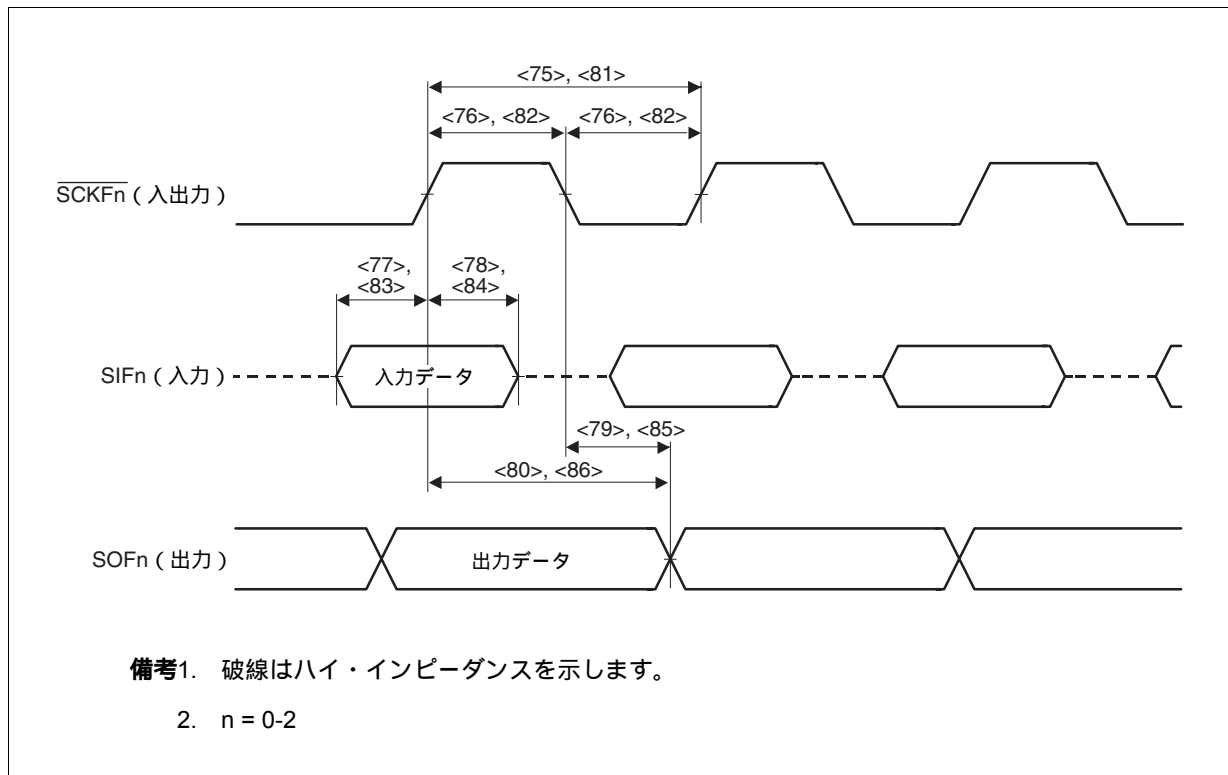 <75>, <81>
<76>, <82> <76>, <82>
SCKFn（入出力）
<77>, <78>,
<83> <84>
SIFn（入力）
入力データ
<79>, <85>
<80>, <86>
SOFn（出力）
出力データ
備考1. 破線はハイ・インピーダンスを示します。
2. n = 0-2